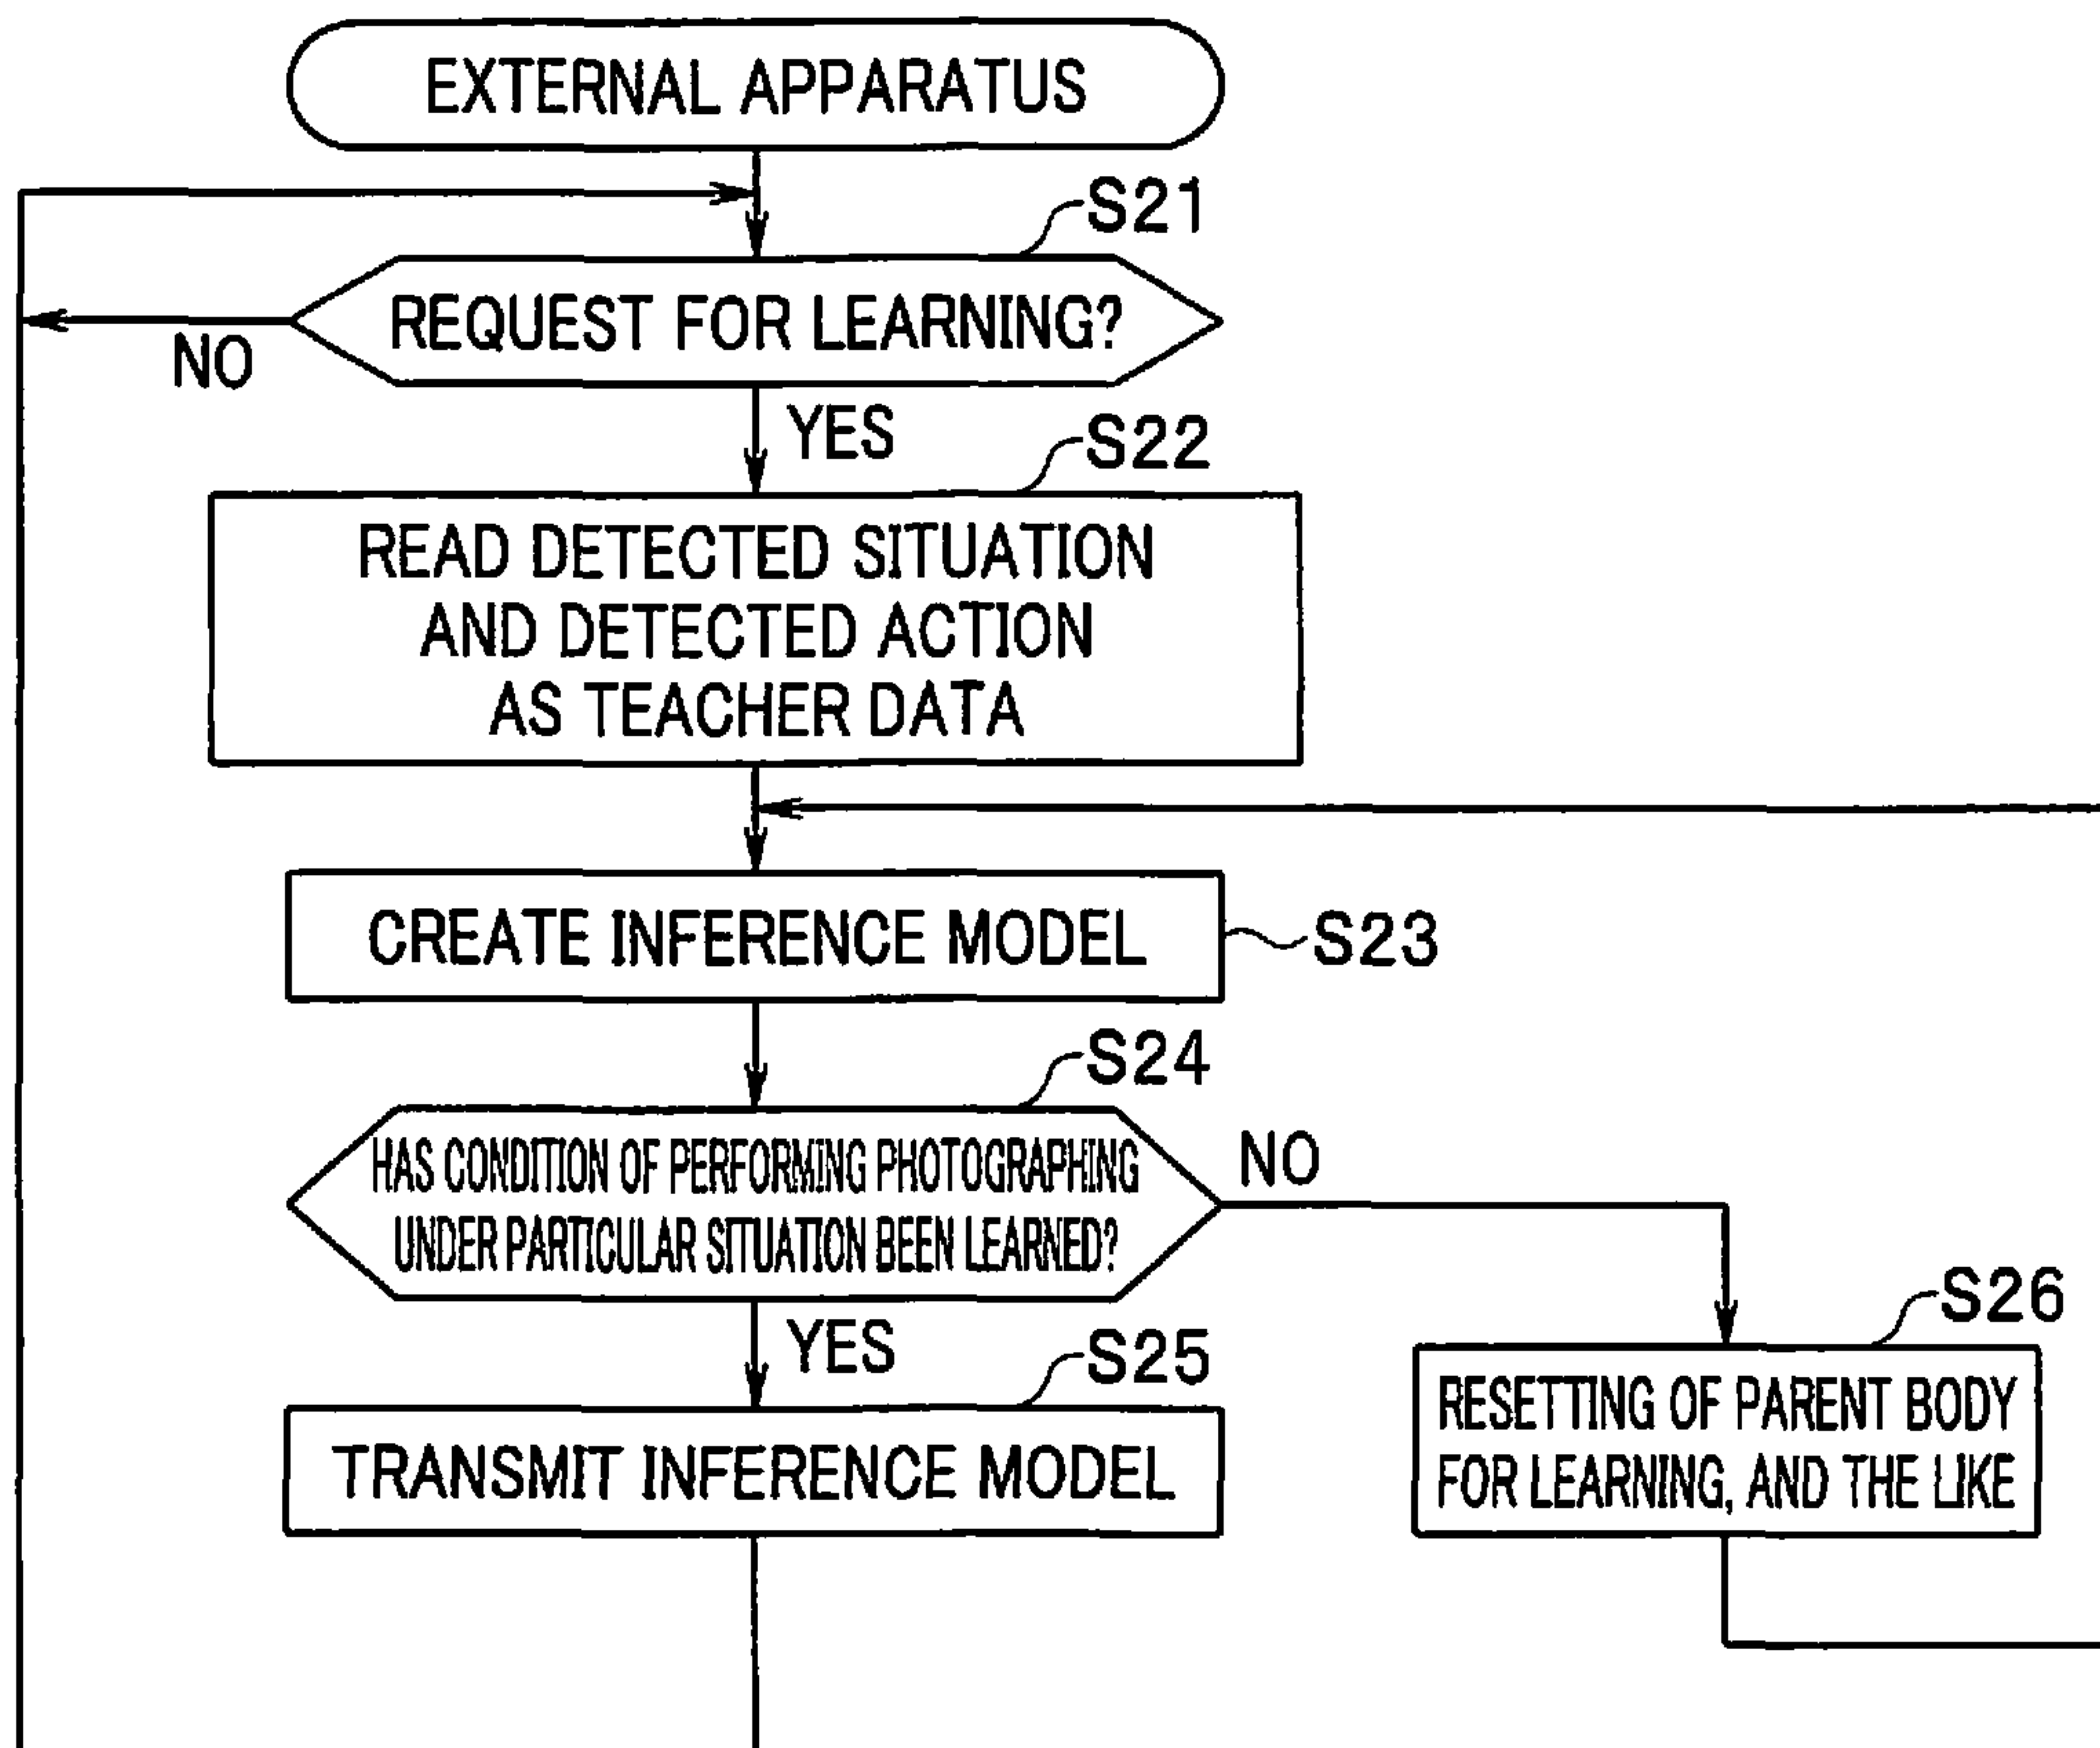 EXTERNAL APPARATUS
S21
REQUEST FOR LEARNING?
NO
YES
S22
READ DETECTED SITUATION
AND DETECTED ACTION
AS TEACHER DATA
CREATE INFERENCE MODEL
S23
S24
HAS CONDITION OF PERFORMING PHOTOGRAPHING
UNDER PARTICULAR SITUATION BEEN LEARNED?
NO
YES
S25
TRANSMIT INFERENCE MODEL
S26
RESETTING OF PARENT BODY
FOR LEARNING, AND THE LIKE